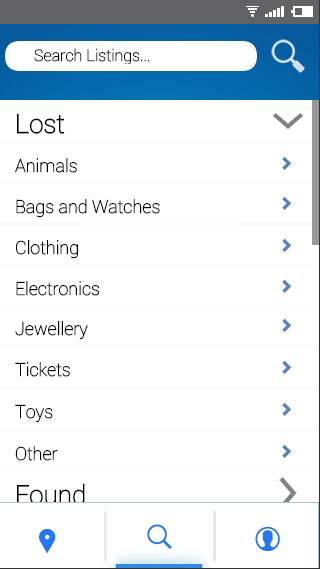 Search Listings...
Lost
Animals
Bags and Watches
Clothing
Electronics
Jewellery
Tickets
Toys
Other
Found